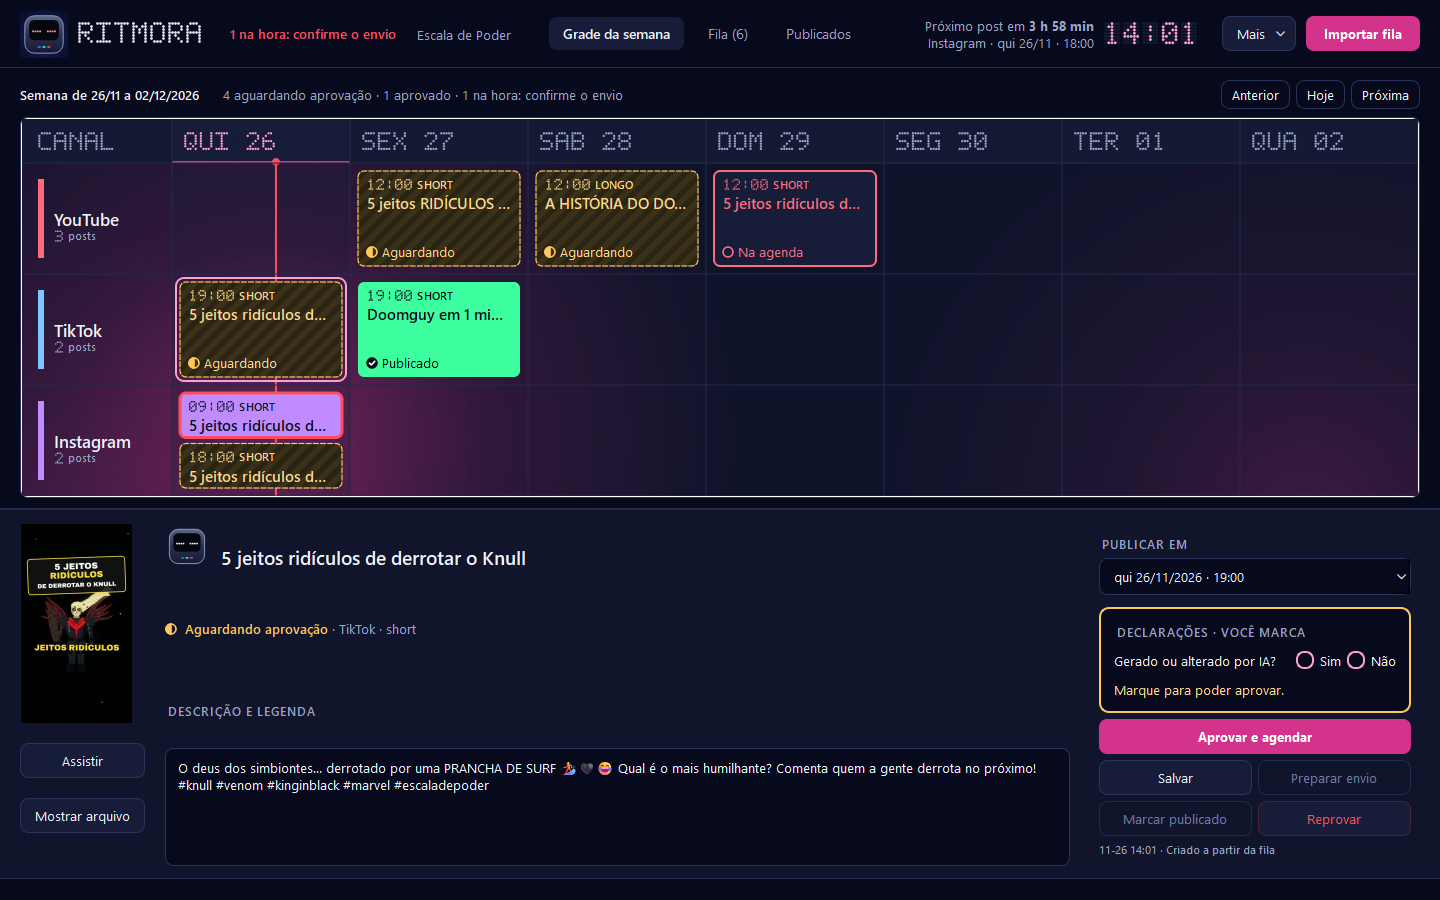 RITMORA
1 na hora: confirme o envio
Escala de Poder
Grade da semana
Fila (6)
Publicados
Próximo post em 3 h 58 min
Instagram · qui 26/11 · 18:00
14:01
Mais
Importar fila
Semana de 26/11 a 02/12/2026
4 aguardando aprovação · 1 aprovado · 1 na hora: confirme o envio
Anterior
Hoje
Próxima
CANAL
QUI 26
SEX 27
SAB 28
DOM 29
SEG 30
TER 01
QUA 02
YouTube
3 posts
12:00 SHORT
5 jeitos RIDÍCULOS ...
Aguardando
12:00 LONGO
A HISTÓRIA DO DO...
Aguardando
12:00 SHORT
5 jeitos ridículos d...
Na agenda
TikTok
2 posts
19:00 SHORT
5 jeitos ridículos d...
Aguardando
19:00 SHORT
Doomguy em 1 mi...
Publicado
Instagram
2 posts
09:00 SHORT
5 jeitos ridículos d...
18:00 SHORT
5 jeitos ridículos d...
5 JEITOS
RIDÍCULOS
DE DERROTAR O KNULL
JEITOS RIDÍCULOS
Assistir
Mostrar arquivo
5 jeitos ridículos de derrotar o Knull
Aguardando aprovação · TikTok · short
DESCRIÇÃO E LEGENDA
O deus dos simbiontes... derrotado por uma PRANCHA DE SURF 🏄 🖤 😂 Qual é o mais humilhante? Comenta quem a gente derrota no próximo!
#knull #venom #kinginblack #marvel #escaladepoder
PUBLICAR EM
qui 26/11/2026 · 19:00
DECLARAÇÕES · VOCÊ MARCA
Gerado ou alterado por IA?
Sim
Não
Marque para poder aprovar.
Aprovar e agendar
Salvar
Preparar envio
Marcar publicado
Reprovar
11-26 14:01 · Criado a partir da fila